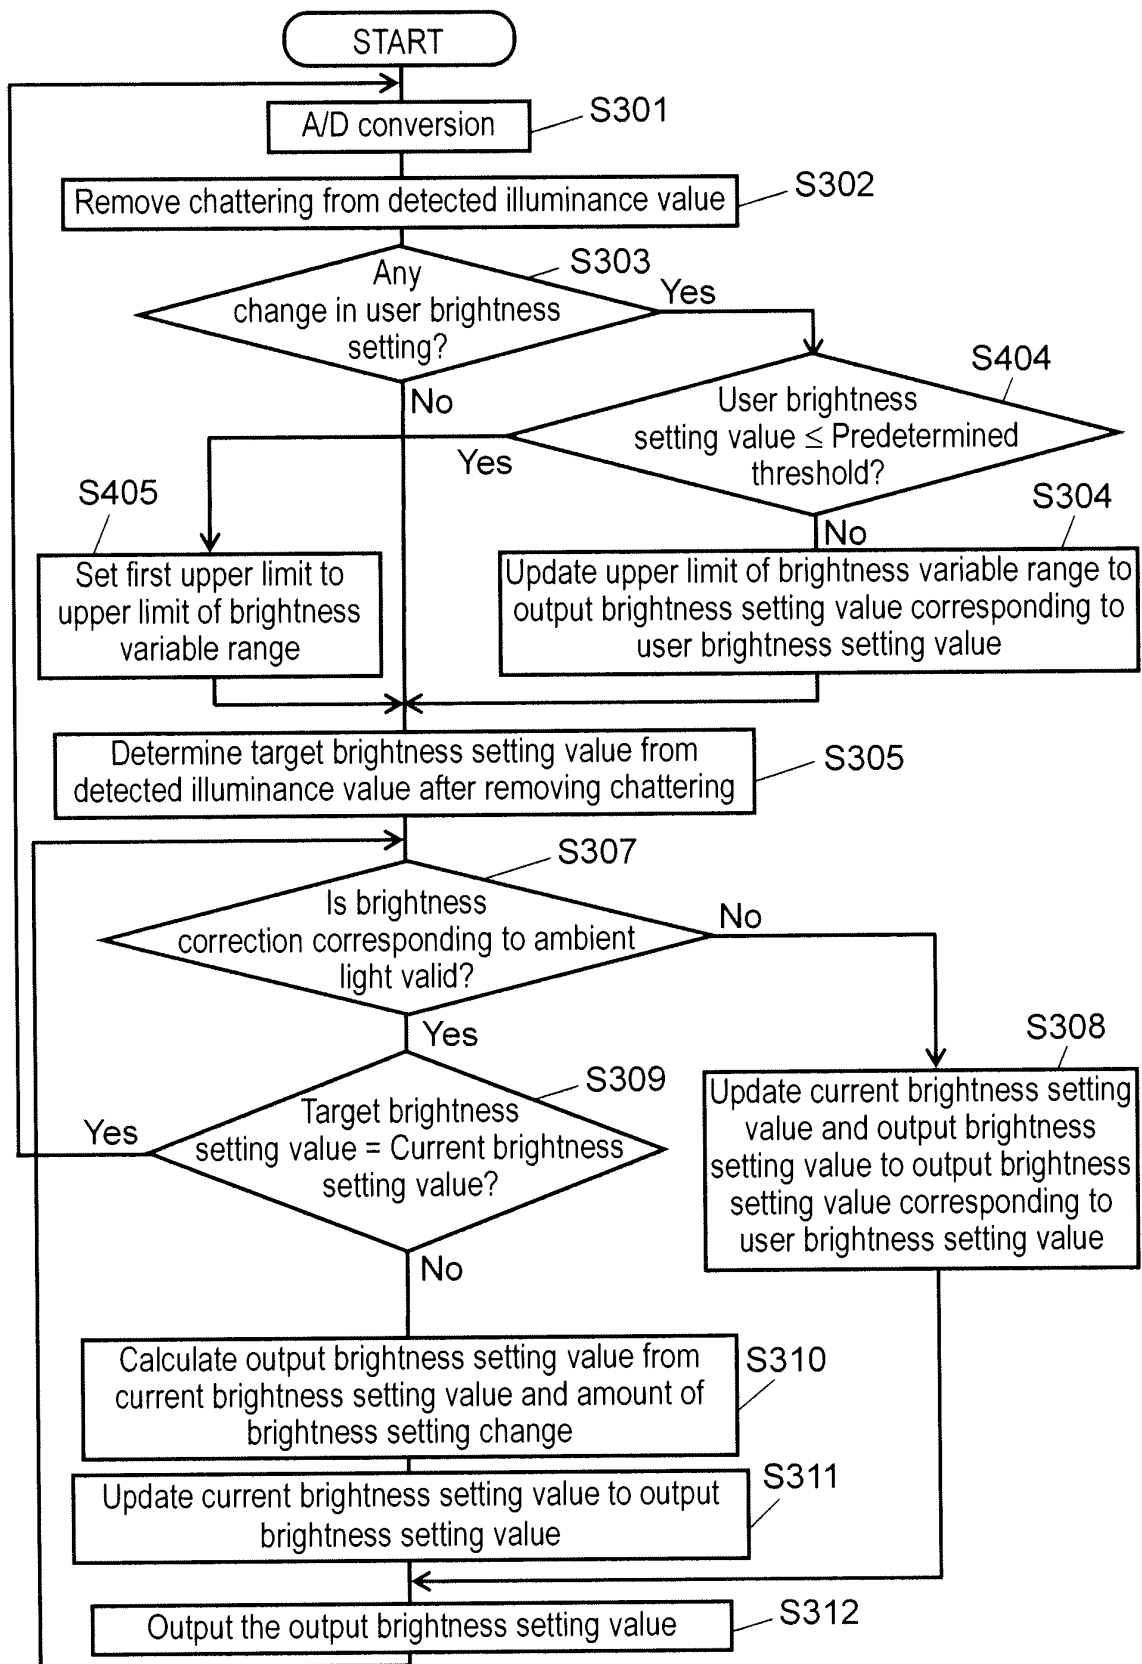 START
A/D conversion
S301
Remove chattering from detected illuminance value
S302
Any
change in user brightness
setting?
S303
Yes
No
User brightness
setting value ≤ Predetermined
threshold?
S404
Yes
No
S405
Set first upper limit to
upper limit of brightness
variable range
S304
Update upper limit of brightness variable range to
output brightness setting value corresponding to
user brightness setting value
Determine target brightness setting value from
detected illuminance value after removing chattering
S305
S307
Is brightness
correction corresponding to ambient
light valid?
No
Yes
S308
Update current brightness setting
value and output brightness
setting value to output brightness
setting value corresponding to
user brightness setting value
S309
Target brightness
setting value = Current brightness
setting value?
Yes
No
Calculate output brightness setting value from
current brightness setting value and amount of
brightness setting change
S310
Update current brightness setting value to output
brightness setting value
S311
Output the output brightness setting value
S312